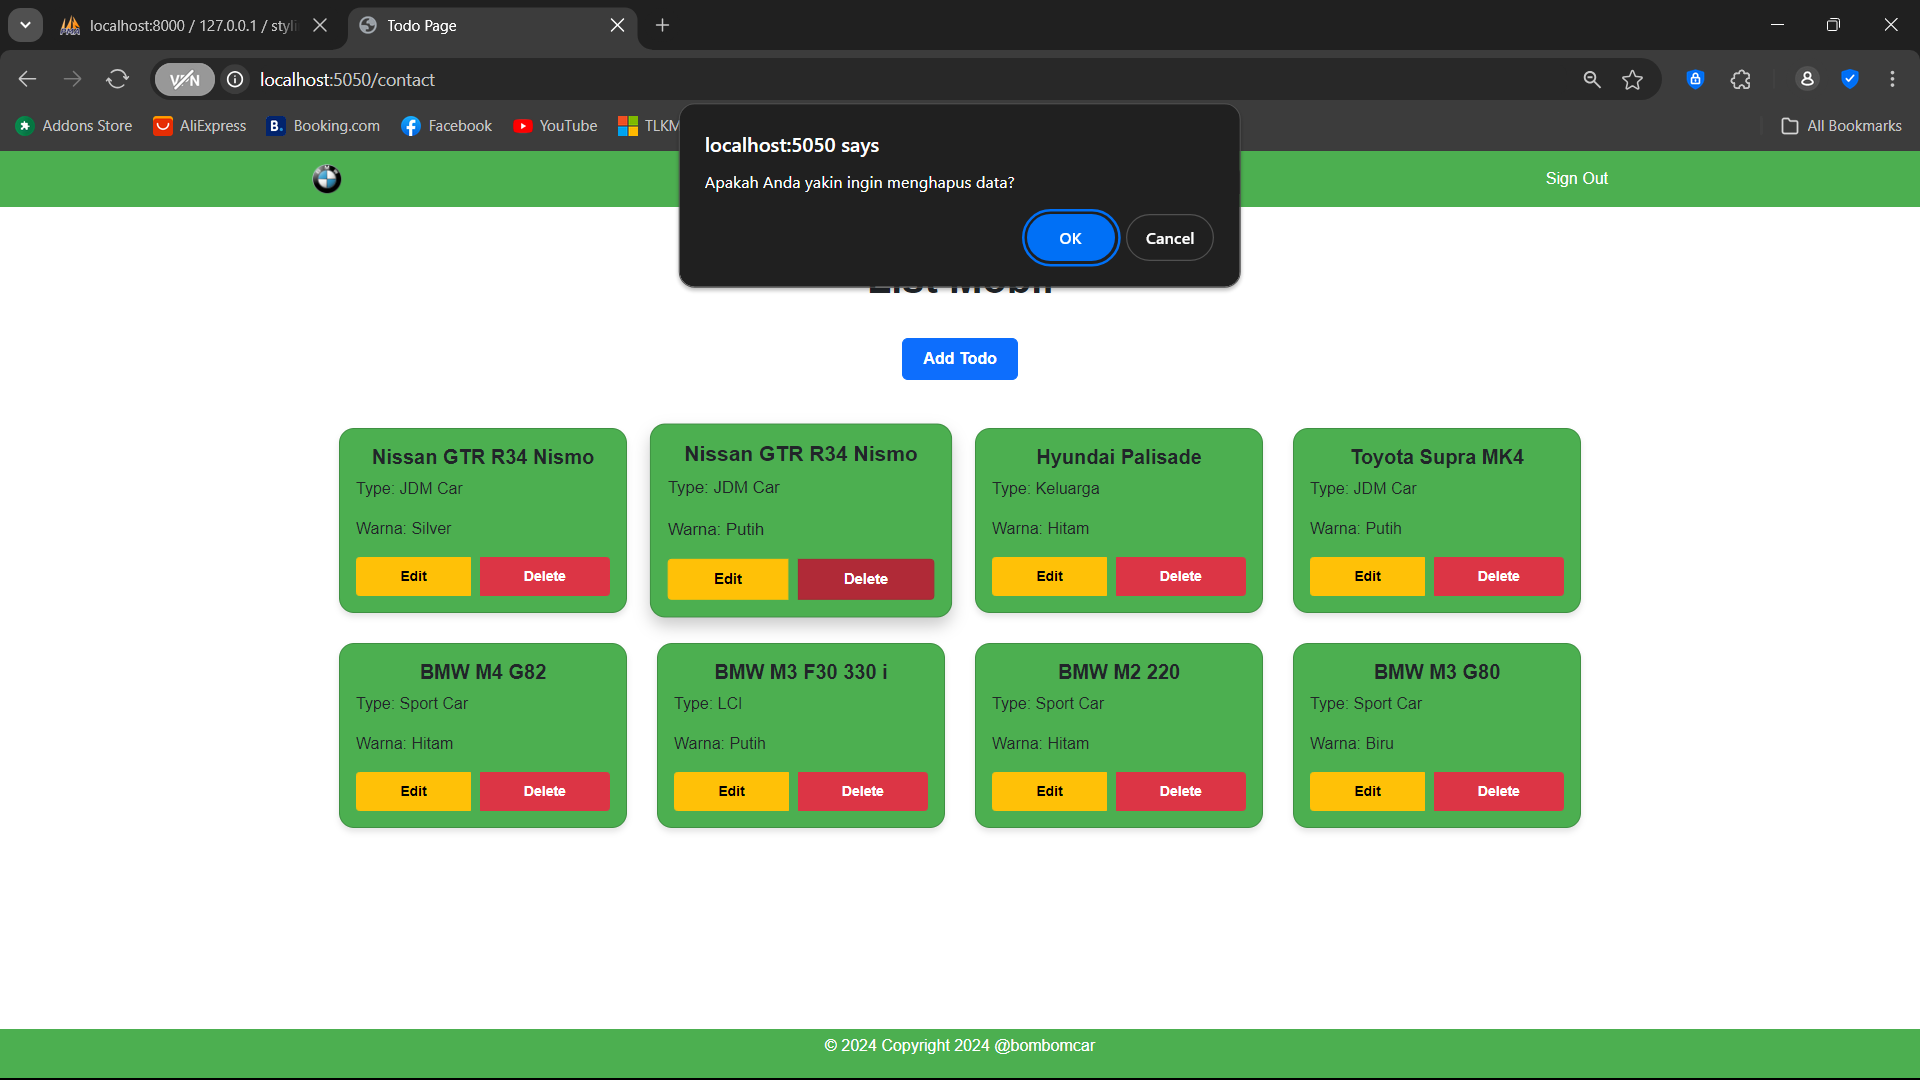 localhost:8000 / 127.0.0.1 / styli
Todo Page
VPN
localhost:5050/contact
Addons Store
AliExpress
Booking.com
Facebook
YouTube
TLKM
All Bookmarks
localhost:5050 says
Apakah Anda yakin ingin menghapus data?
OK
Cancel
Sign Out
List Mobil
Add Todo
Nissan GTR R34 Nismo
Type: JDM Car
Warna: Silver
Edit
Delete
Nissan GTR R34 Nismo
Type: JDM Car
Warna: Putih
Edit
Delete
Hyundai Palisade
Type: Keluarga
Warna: Hitam
Edit
Delete
Toyota Supra MK4
Type: JDM Car
Warna: Putih
Edit
Delete
BMW M4 G82
Type: Sport Car
Warna: Hitam
Edit
Delete
BMW M3 F30 330 i
Type: LCI
Warna: Putih
Edit
Delete
BMW M2 220
Type: Sport Car
Warna: Hitam
Edit
Delete
BMW M3 G80
Type: Sport Car
Warna: Biru
Edit
Delete
© 2024 Copyright 2024 @bombomcar